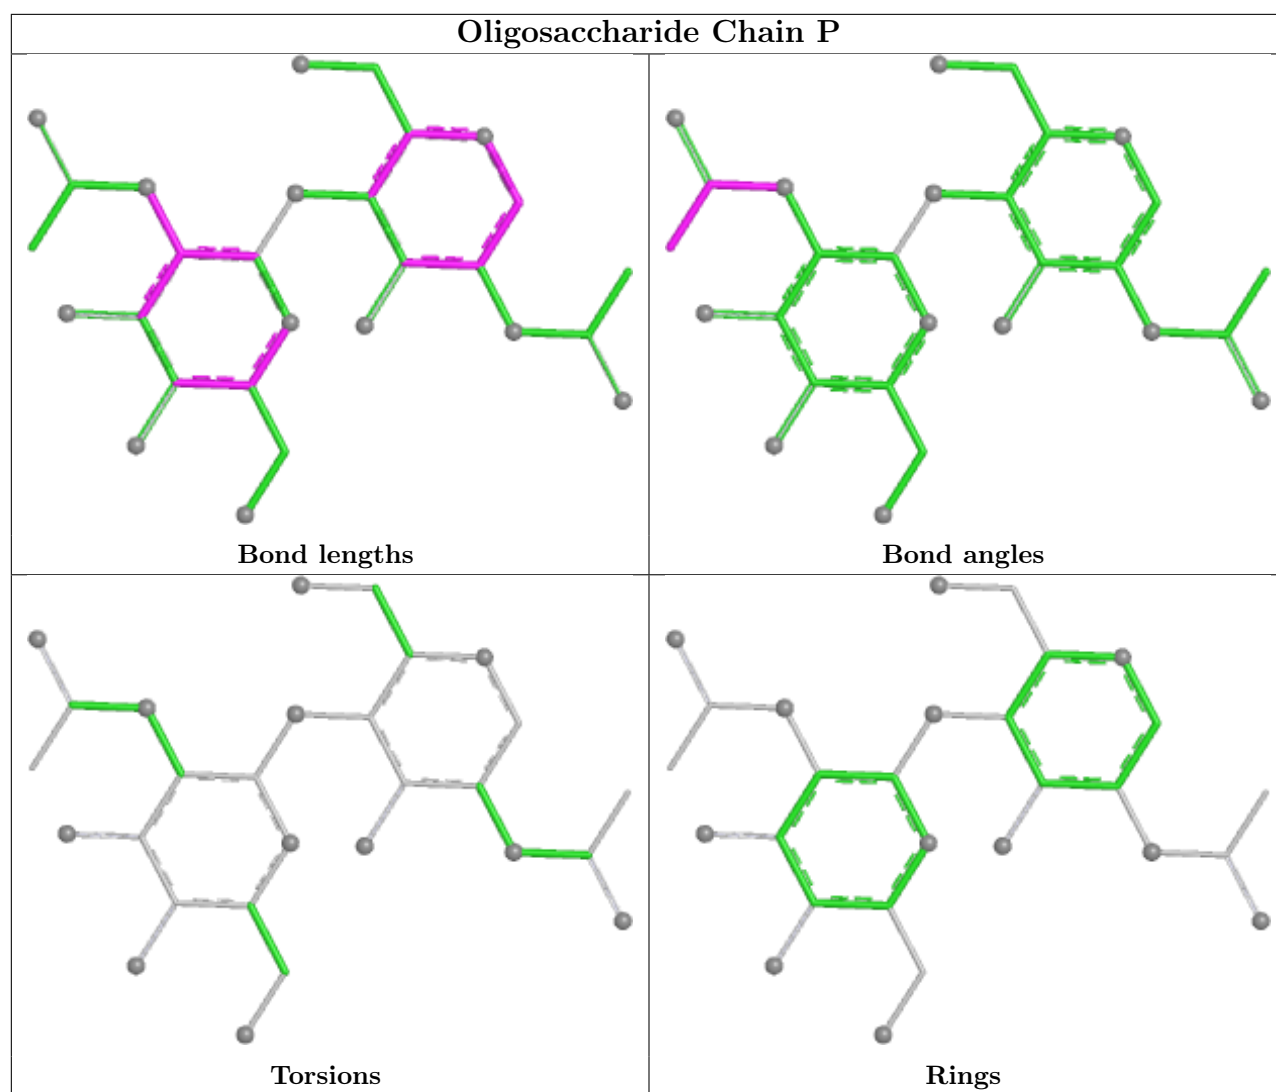 Oligosaccharide Chain P
Bond lengths
Bond angles
Torsions
Rings